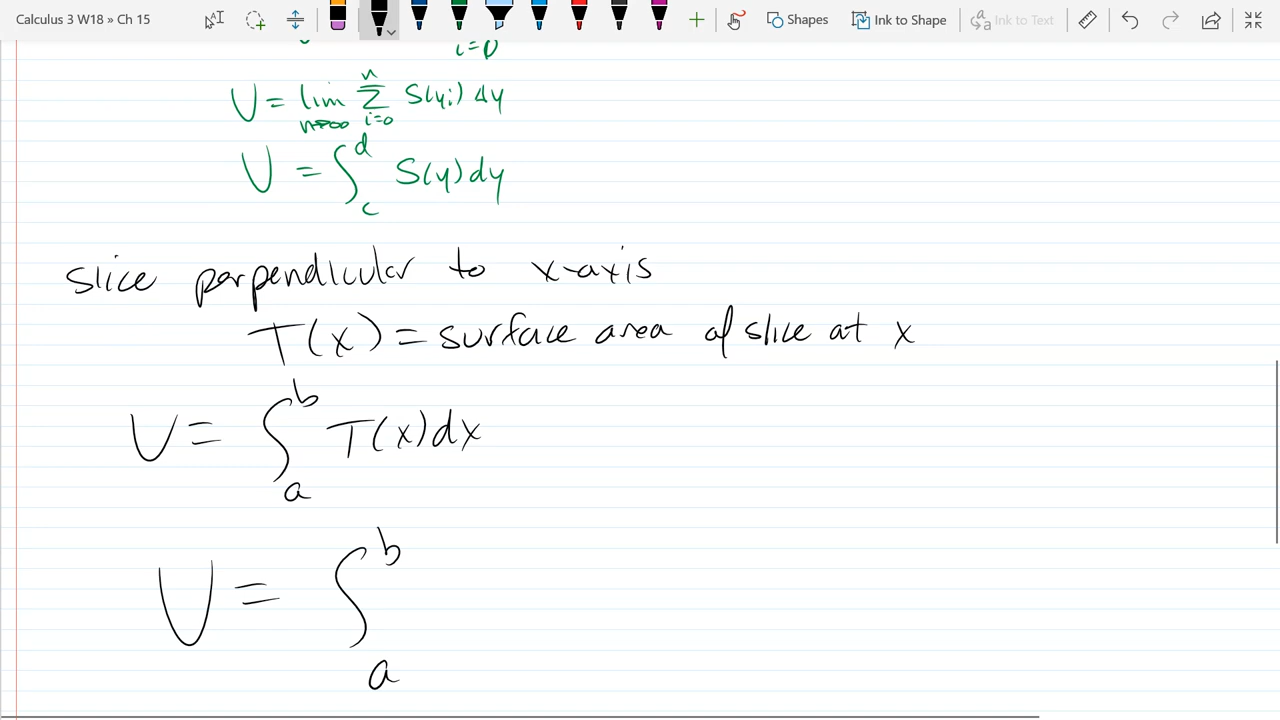 Calculus 3 W18 » Ch 15
Shapes
Ink to Shape
Ink to Text
i=0
V = lim n→∞ n Σ i=0 S(yi) Δy
V = ∫ c d S(y)dy
slice perpendicular to x-axis
T(x) = surface area of slice at x
V = ∫ a b T(x)dx
V = ∫ a b